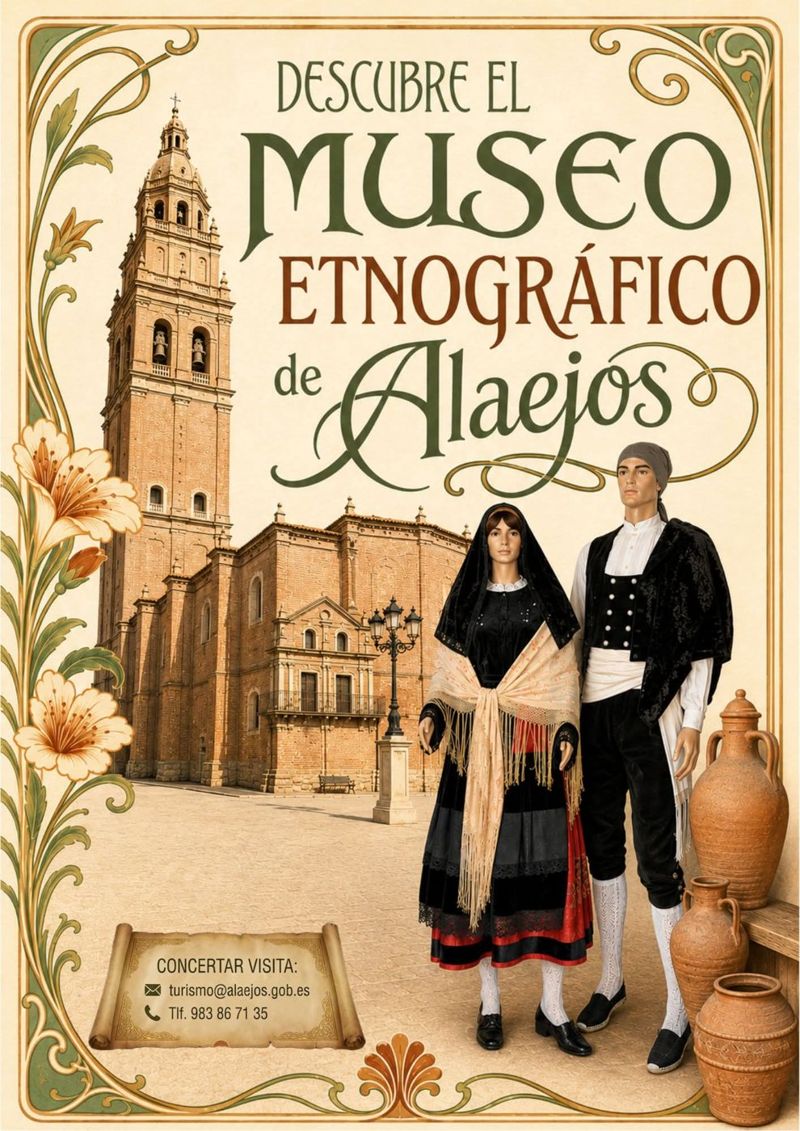 DESCUBRE EL
MUSEO
ETNOGRÁFICO
de Alaejos
CONCERTAR VISITA:
turismo@alaejos.gob.es
Tlf. 983 86 71 35